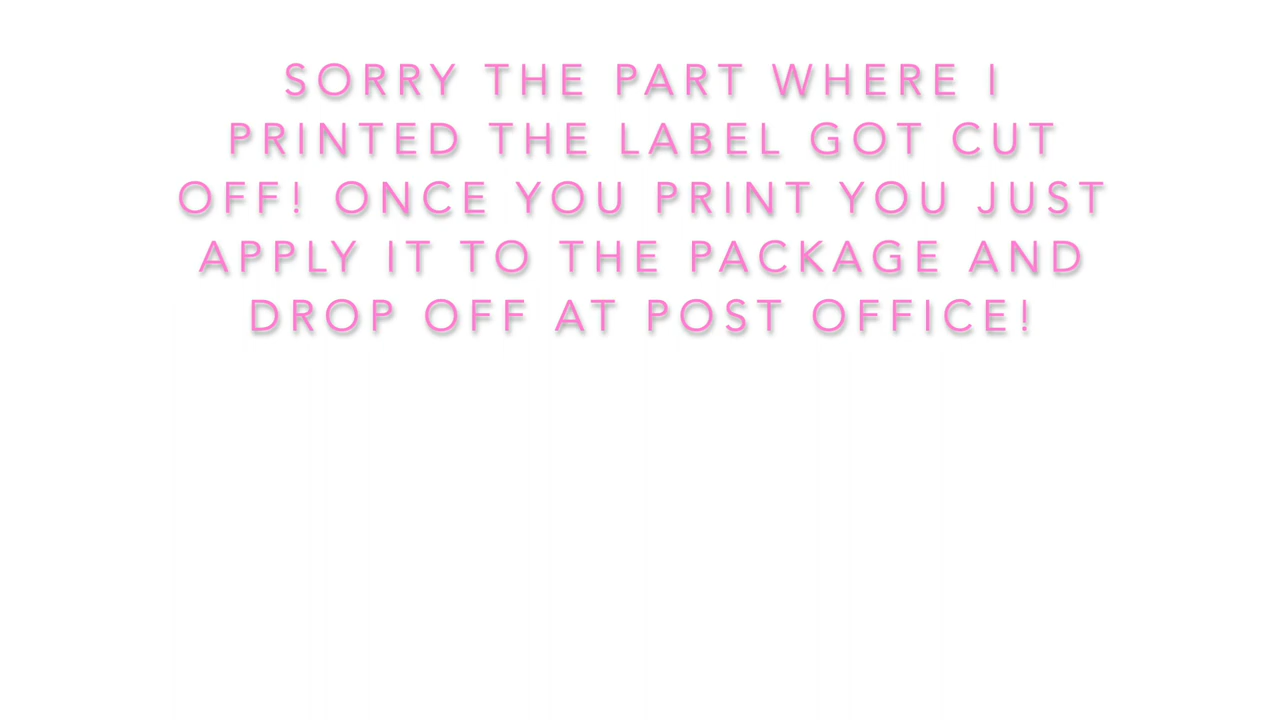 SORRY THE PART WHERE I
PRINTED THE LABEL GOT CUT
OFF! ONCE YOU PRINT YOU JUST
APPLY IT TO THE PACKAGE AND
DROP OFF AT POST OFFICE!